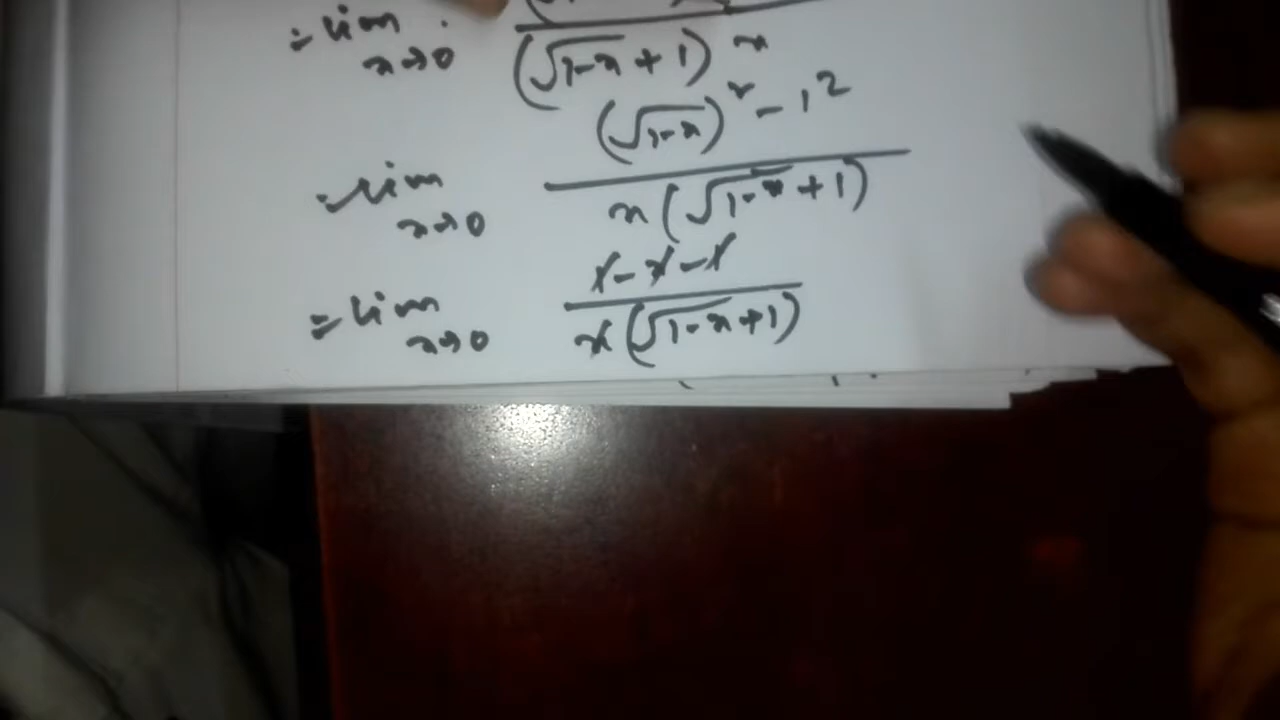 = lim x→0 / (√1-x + 1) x
= lim x→0 (√1-x)² - 1² / x(√1-x + 1)
= lim x→0 1 - x - 1 / x(√1-x + 1)